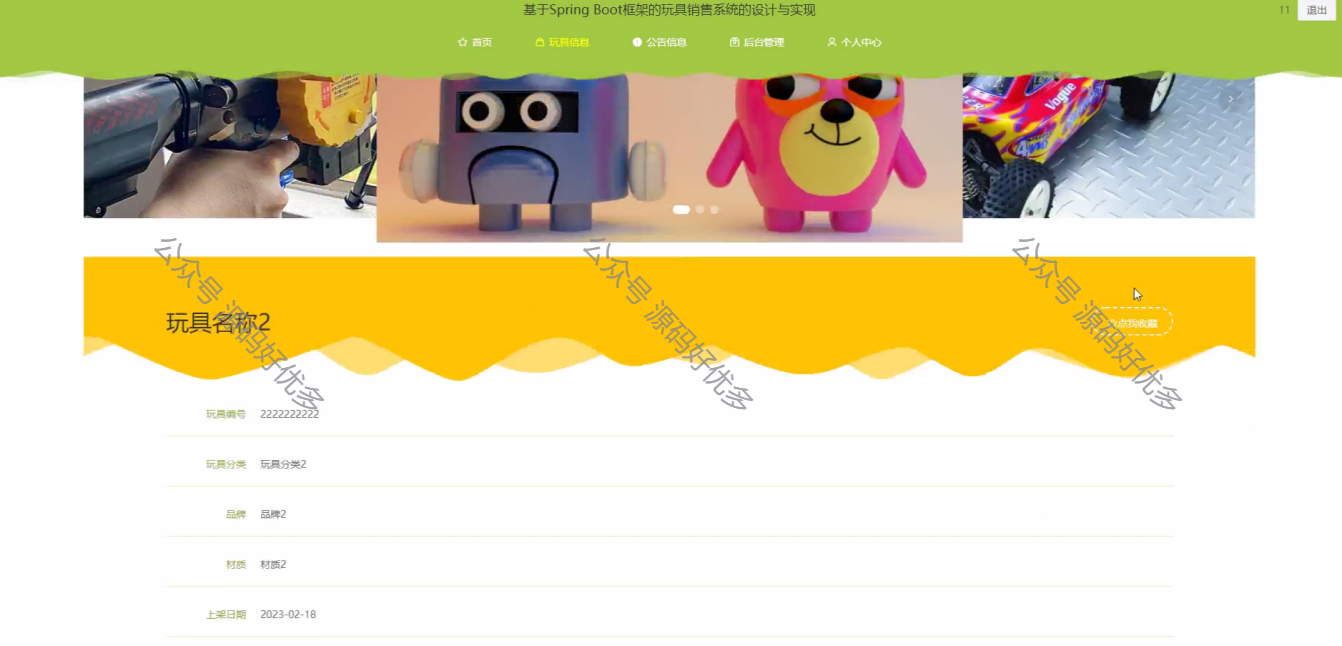 基于Spring Boot框架的玩具销售系统的设计与实现
11 退出
首页 玩具信息 公告信息 后台管理 个人中心
Vogue
玩具名称2
点我收藏
公众号 源码好优多
公众号 源码好优多
公众号 源码好优多
玩具编号 2222222222
玩具分类 玩具分类2
品牌 品牌2
材质 材质2
上架日期 2023-02-18